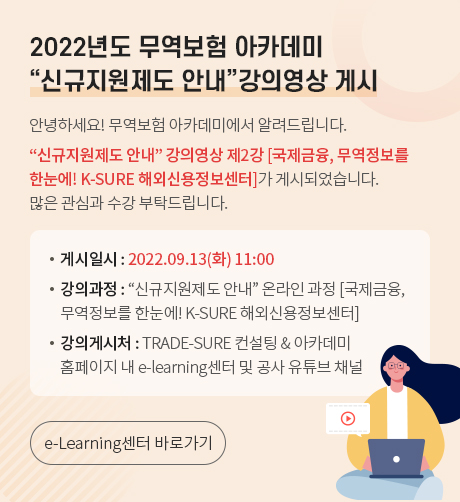 2022년도 무역보험 아카데미
“신규지원제도 안내”강의영상 게시
안녕하세요! 무역보험 아카데미에서 알려드립니다.
“신규지원제도 안내” 강의영상 제2강 [국제금융, 무역정보를
한눈에! K-SURE 해외신용정보센터]가 게시되었습니다.
많은 관심과 수강 부탁드립니다.
• 게시일시 : 2022.09.13(화) 11:00
• 강의과정 : “신규지원제도 안내” 온라인 과정 [국제금융,
무역정보를 한눈에! K-SURE 해외신용정보센터]
• 강의게시처 : TRADE-SURE 컨설팅 & 아카데미
홈페이지 내 e-learning센터 및 공사 유튜브 채널
e-Learning센터 바로가기